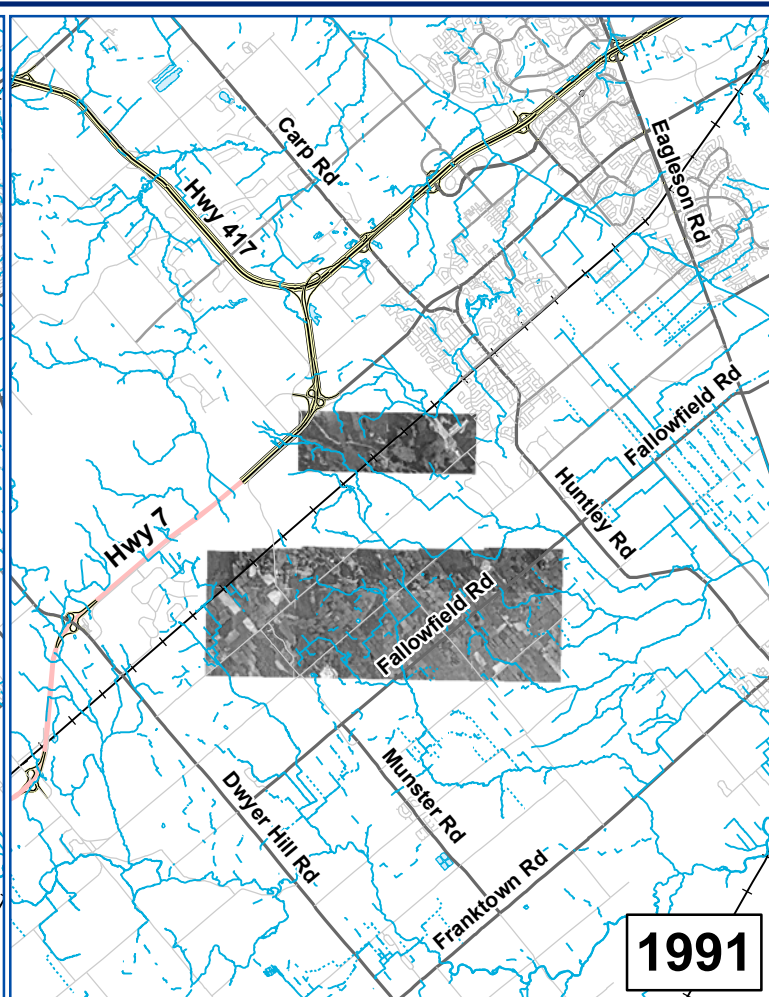 Carp Rd
Eagleson Rd
Hwy 417
Fallowfield Rd
Huntley Rd
Hwy 7
Fallowfield Rd
Munster Rd
Dwyer Hill Rd
Franktown Rd
1991